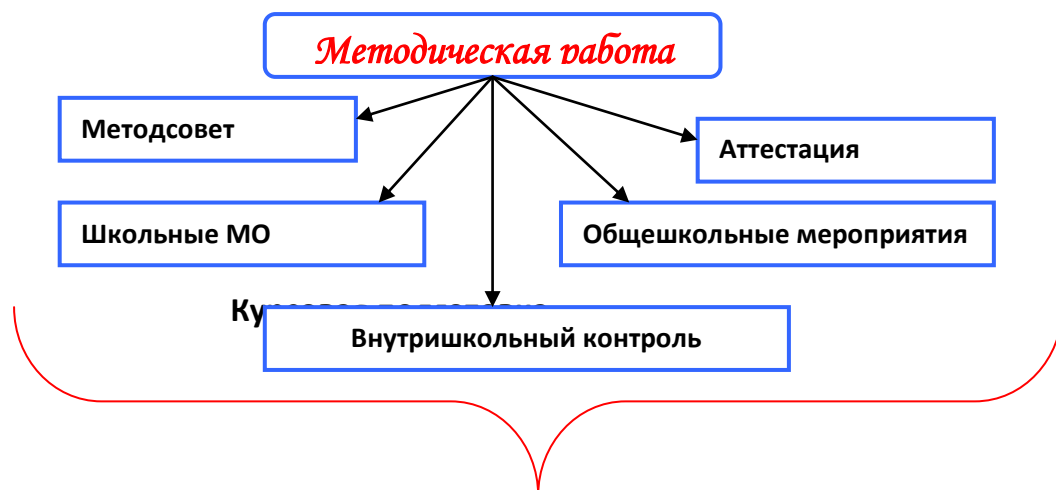 Методическая работа
Методсовет
Аттестация
Школьные МО
Общешкольные мероприятия
Внутришкольный контроль